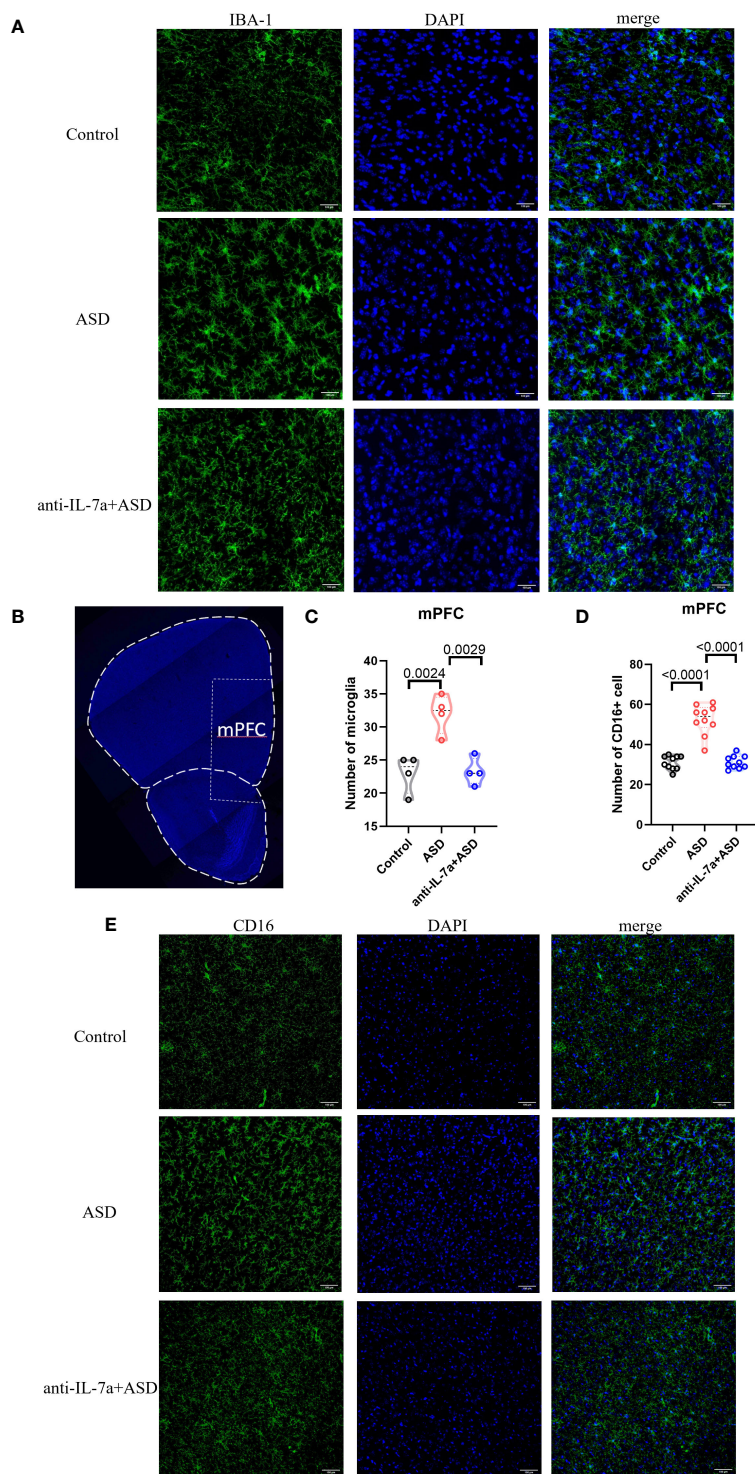 A
IBA-1
DAPI
merge
Control
ASD
anti-IL-7a+ASD
B
mPFC
C
mPFC
0.0024
0.0029
Number of microglia
40
35
30
25
20
15
Control
ASD
anti-IL-7a+ASD
D
mPFC
<0.0001
<0.0001
Number of CD16+ cell
80
60
40
20
0
Control
ASD
anti-IL-7a+ASD
E
CD16
DAPI
merge
Control
ASD
anti-IL-7a+ASD